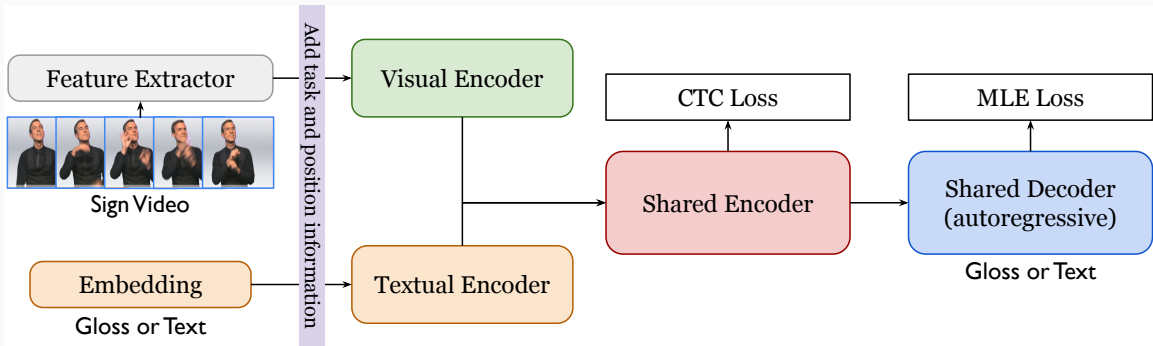 Feature Extractor
Sign Video
Embedding
Gloss or Text
Add task and position information
Visual Encoder
Textual Encoder
CTC Loss
Shared Encoder
MLE Loss
Shared Decoder
(autoregressive)
Gloss or Text